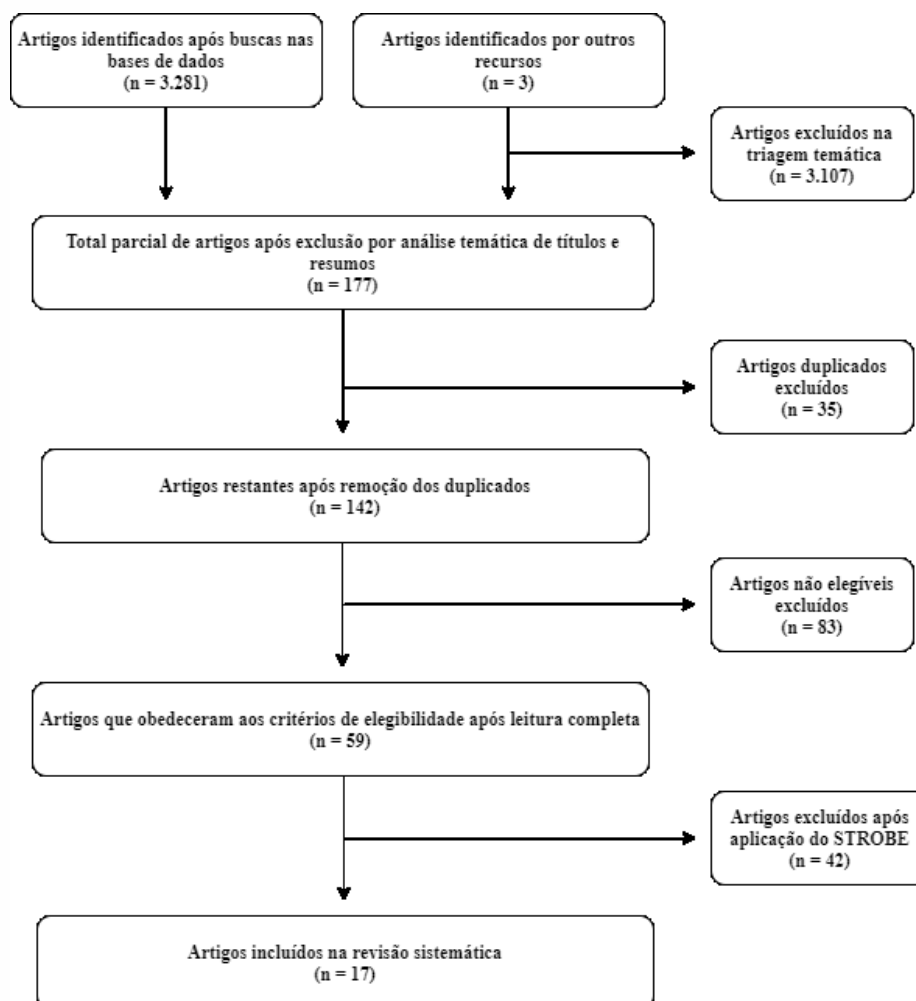 Artigos identificados após buscas nas
bases de dados
(n = 3.281)
Artigos identificados por outros
recursos
(n = 3)
Artigos excluídos na
triagem temática
(n = 3.107)
Total parcial de artigos após exclusão por análise temática de títulos e
resumos
(n = 177)
Artigos duplicados
excluídos
(n = 35)
Artigos restantes após remoção dos duplicados
(n = 142)
Artigos não elegíveis
excluídos
(n = 83)
Artigos que obedeceram aos critérios de elegibilidade após leitura completa
(n = 59)
Artigos excluídos após
aplicação do STROBE
(n = 42)
Artigos incluídos na revisão sistemática
(n = 17)